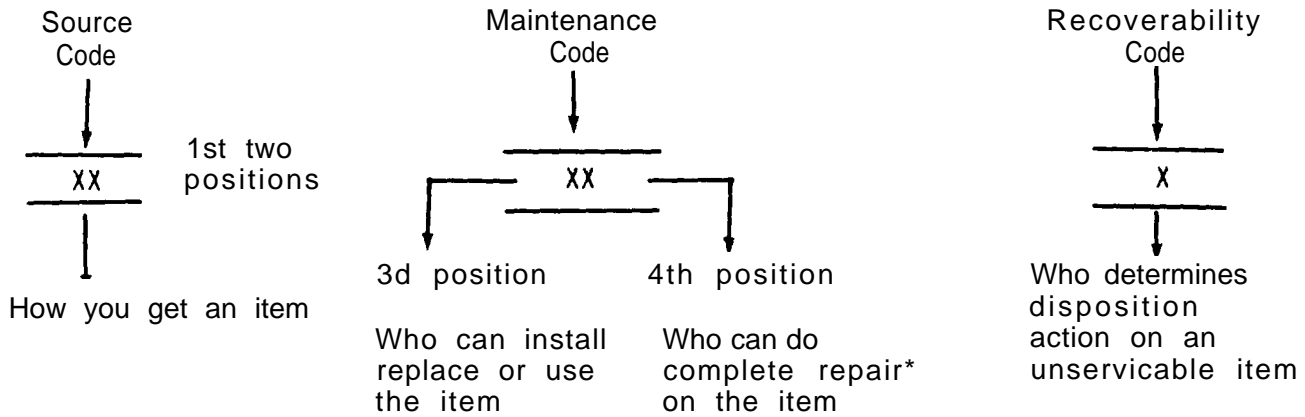 Source
Code
XX
1st two
positions
How you get an item
Maintenance
Code
XX
3d position
Who can install
replace or use
the item
4th position
Who can do
complete repair*
on the item
Recoverability
Code
X
Who determines
disposition
action on an
unservicable item